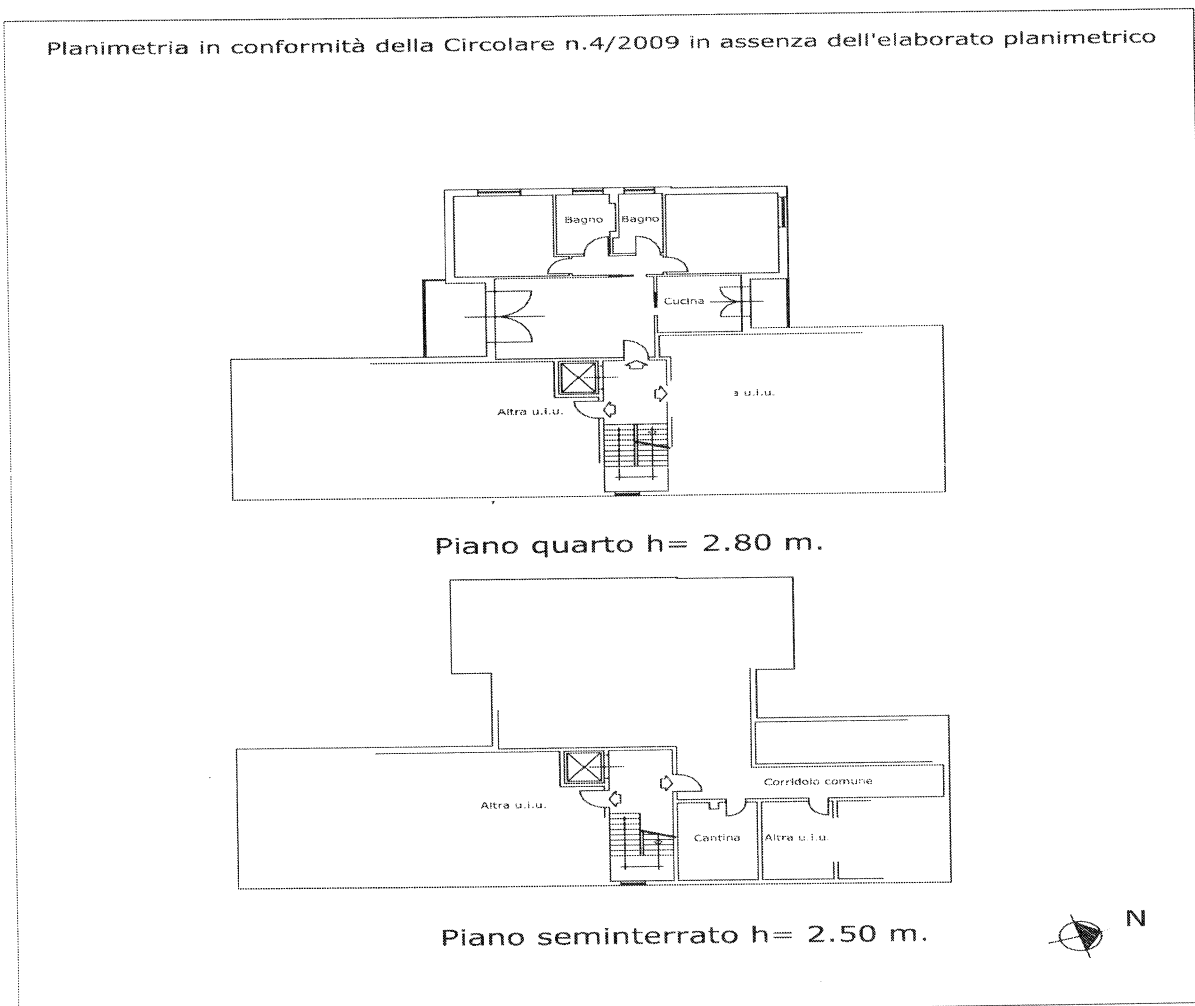 Planimetria in conformità della Circolare n.4/2009 in assenza dell'elaborato planimetrico
Bagno
Bagno
Cucina
a u.i.u.
Altra u.i.u.
Piano quarto h= 2.80 m.
Corridoio comune
Altra u.i.u.
Cantina
Altra u.i.u.
Piano seminterrato h= 2.50 m.
N